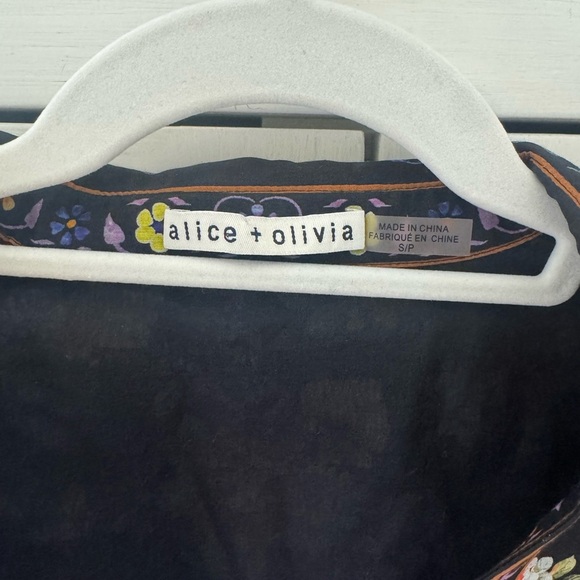 alice + olivia
MADE IN CHINA
FABRIQUÉ EN CHINE
S/P